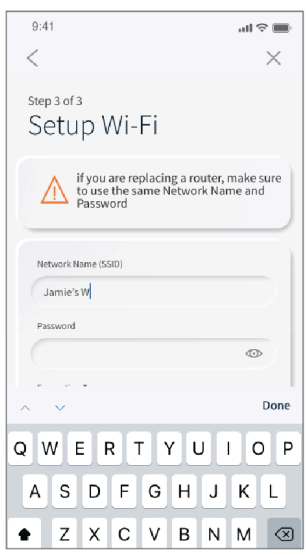 9:41
Step 3 of 3
Setup Wi-Fi
if you are replacing a router, make sure
to use the same Network Name and
Password
Network Name (SSID)
Jamie's W
Password
Done
Q W E R T Y U I O P
A S D F G H J K L
Z X C V B N M